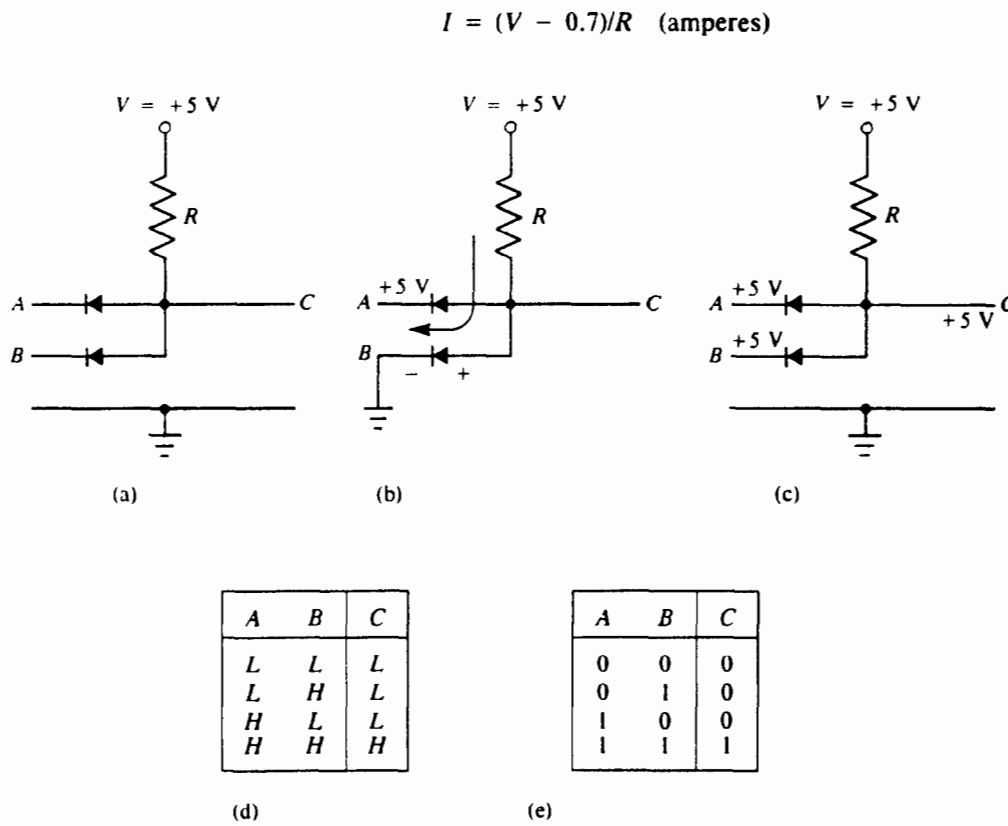 I = (V − 0.7)/R (amperes)
V = +5 V V = +5 V V = +5 V
R R R
A C A +5 V C A +5 V C
+5 V
B B − + B +5 V
(a) (b) (c)
A B C A B C
L L L 0 0 0
L H L 0 1 0
H L L 1 0 0
H H H 1 1 1
(d) (e)